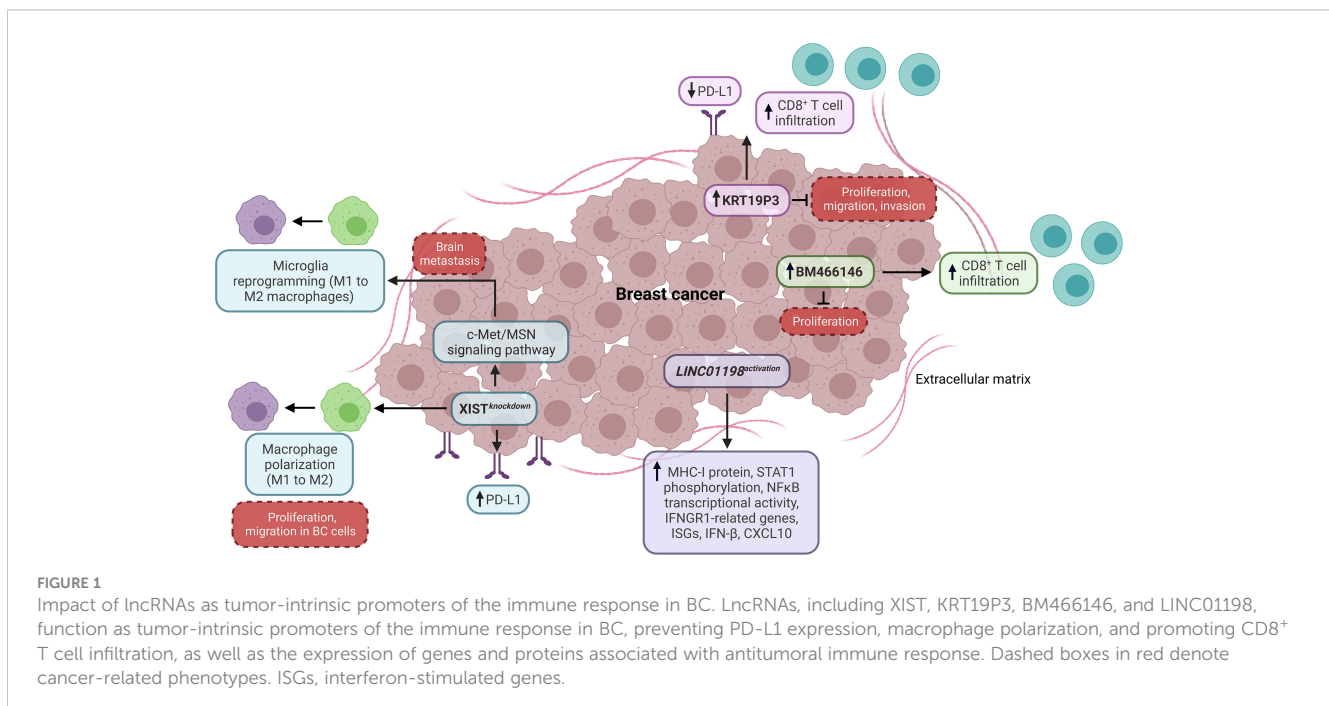 ↓PD-L1
↑ CD8⁺ T cell
infiltration
↑KRT19P3
Proliferation,
migration, invasion
Brain
metastasis
Microglia
reprogramming (M1 to
M2 macrophages)
↑BM466146
↑ CD8⁺ T cell
infiltration
Breast cancer
Proliferation
c-Met/MSN
signaling pathway
LINC01198activation
Extracellular matrix
XISTknockdown
Macrophage
polarization
(M1 to M2)
↑PD-L1
Proliferation,
migration in BC cells
↑ MHC-I protein, STAT1
phosphorylation, NFκB
transcriptional activity,
IFNGR1-related genes,
ISGs, IFN-β, CXCL10
FIGURE 1
Impact of lncRNAs as tumor-intrinsic promoters of the immune response in BC. LncRNAs, including XIST, KRT19P3, BM466146, and LINC01198,
function as tumor-intrinsic promoters of the immune response in BC, preventing PD-L1 expression, macrophage polarization, and promoting CD8⁺
T cell infiltration, as well as the expression of genes and proteins associated with antitumoral immune response. Dashed boxes in red denote
cancer-related phenotypes. ISGs, interferon-stimulated genes.